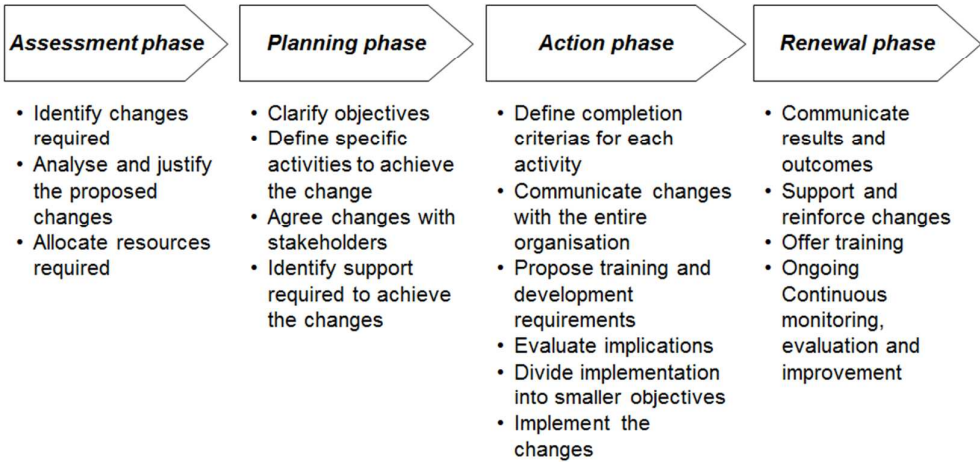 Assessment phase
• Identify changes
required
• Analyse and justify
the proposed
changes
• Allocate resources
required
Planning phase
• Clarify objectives
• Define specific
activities to achieve
the change
• Agree changes with
stakeholders
• Identify support
required to achieve
the changes
Action phase
• Define completion
criterias for each
activity
• Communicate changes
with the entire
organisation
• Propose training and
development
requirements
• Evaluate implications
• Divide implementation
into smaller objectives
• Implement the
changes
Renewal phase
• Communicate
results and
outcomes
• Support and
reinforce changes
• Offer training
• Ongoing
Continuous
monitoring,
evaluation and
improvement